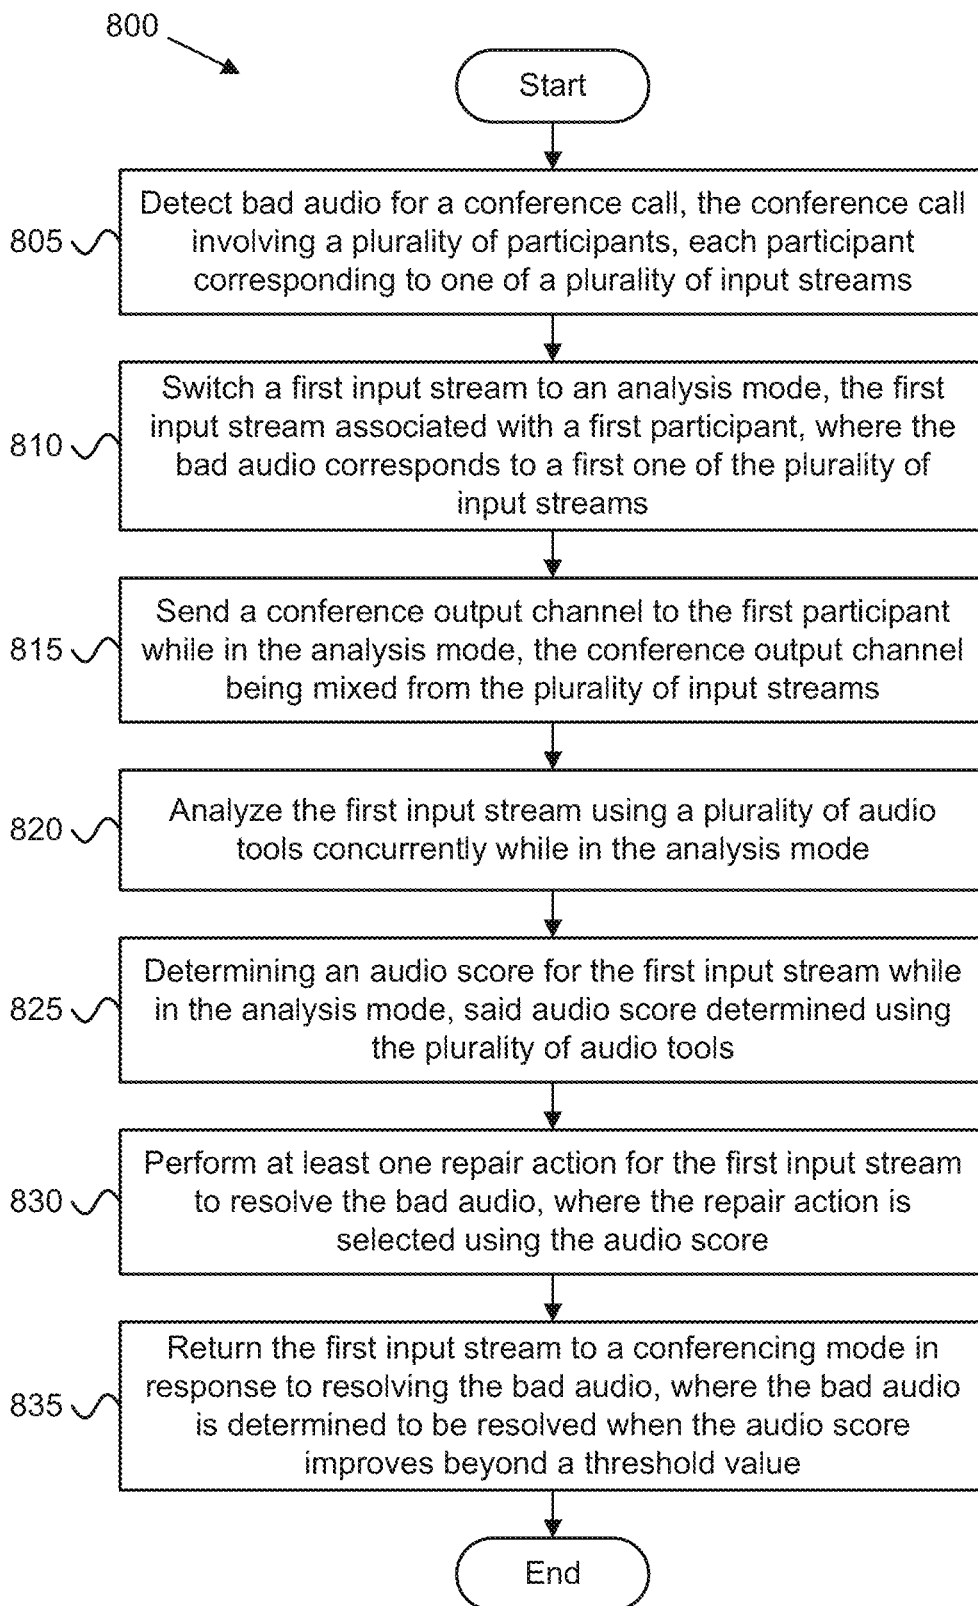 800
Start
805
Detect bad audio for a conference call, the conference call
involving a plurality of participants, each participant
corresponding to one of a plurality of input streams
810
Switch a first input stream to an analysis mode, the first
input stream associated with a first participant, where the
bad audio corresponds to a first one of the plurality of
input streams
815
Send a conference output channel to the first participant
while in the analysis mode, the conference output channel
being mixed from the plurality of input streams
820
Analyze the first input stream using a plurality of audio
tools concurrently while in the analysis mode
825
Determining an audio score for the first input stream while
in the analysis mode, said audio score determined using
the plurality of audio tools
830
Perform at least one repair action for the first input stream
to resolve the bad audio, where the repair action is
selected using the audio score
835
Return the first input stream to a conferencing mode in
response to resolving the bad audio, where the bad audio
is determined to be resolved when the audio score
improves beyond a threshold value
End